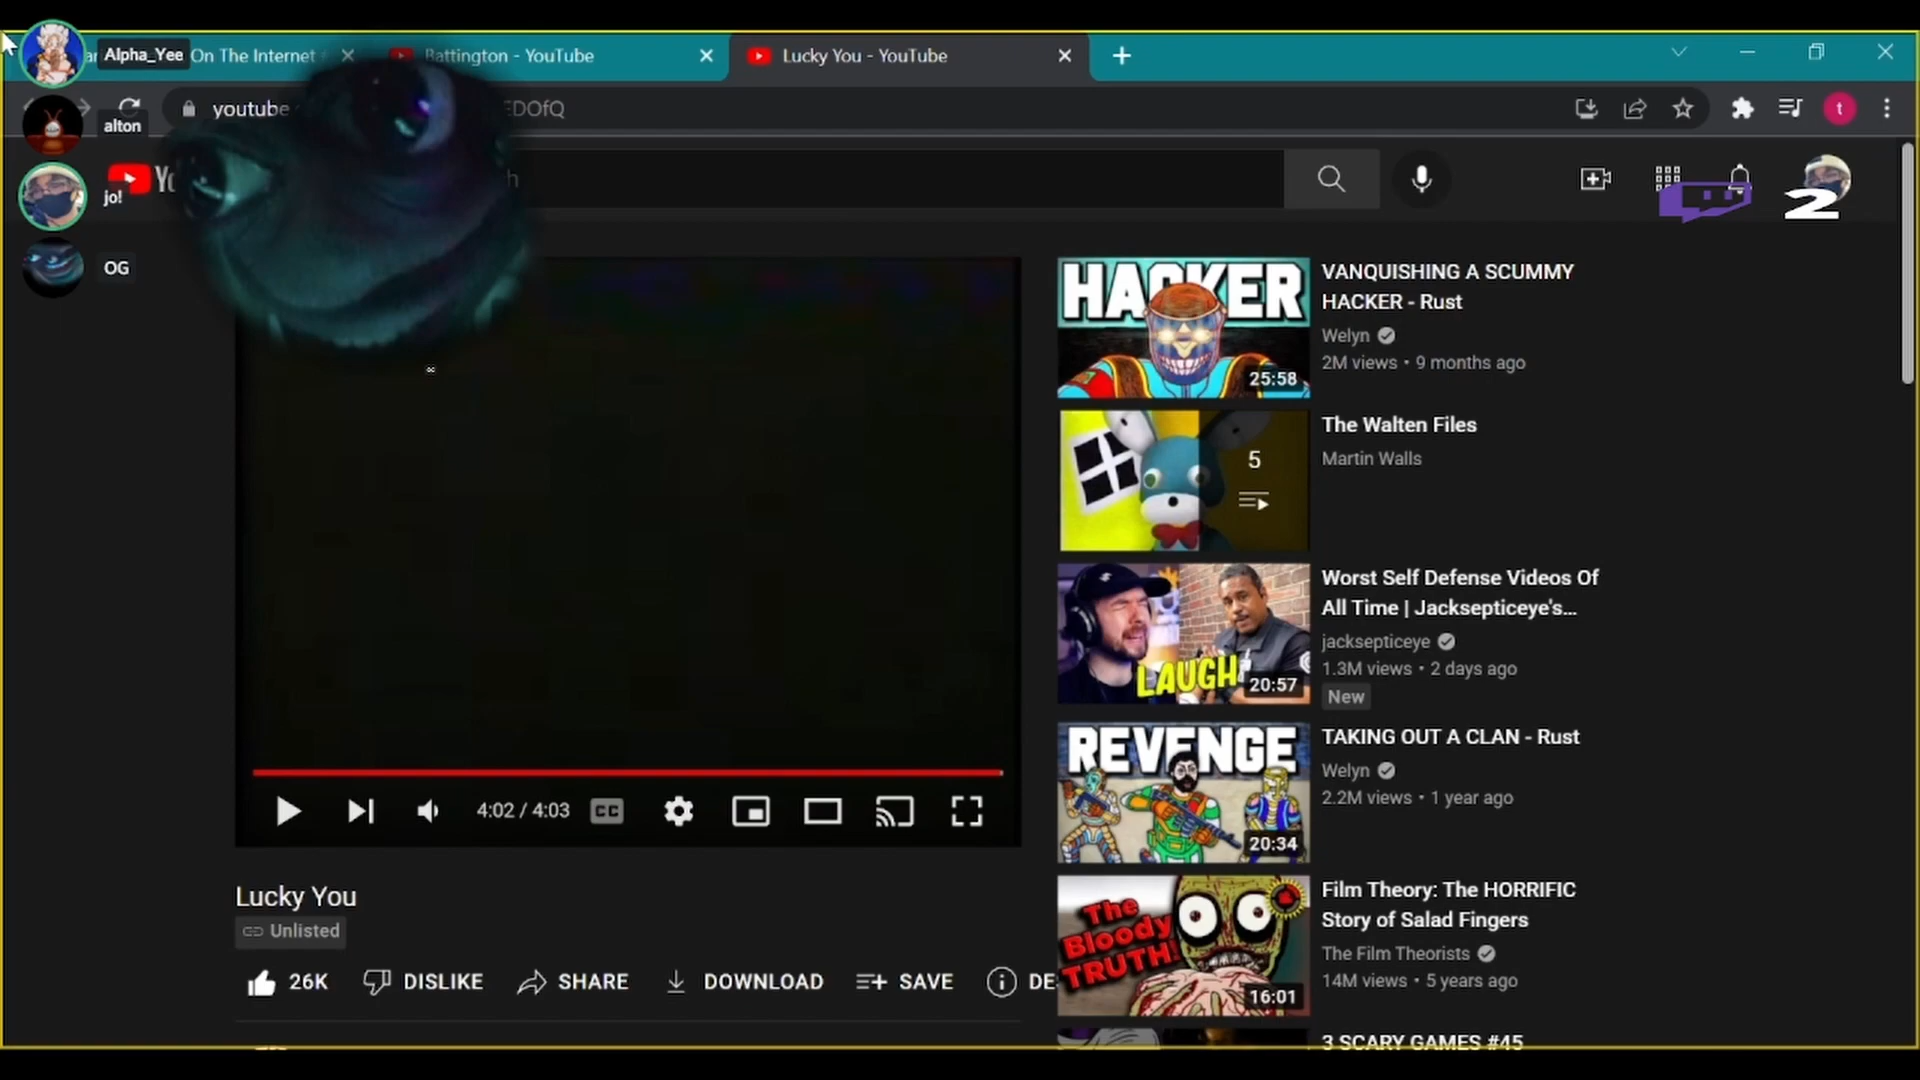 Alpha_Yee
On The Internet
Battington - YouTube
Lucky You - YouTube
alton
youtube
EDOfQ
t
jo!
2
OG
HACKER
25:58
VANQUISHING A SCUMMY
HACKER - Rust
Welyn
2M views • 9 months ago
5
The Walten Files
Martin Walls
LAUGH
20:57
Worst Self Defense Videos Of
All Time | Jacksepticeye's...
jacksepticeye
1.3M views • 2 days ago
New
REVENGE
20:34
TAKING OUT A CLAN - Rust
Welyn
2.2M views • 1 year ago
4:02 / 4:03
CC
Lucky You
Unlisted
26K
DISLIKE
SHARE
DOWNLOAD
SAVE
The
Bloody
TRUTH!
16:01
Film Theory: The HORRIFIC
Story of Salad Fingers
The Film Theorists
14M views • 5 years ago
3 SCARY GAMES #45